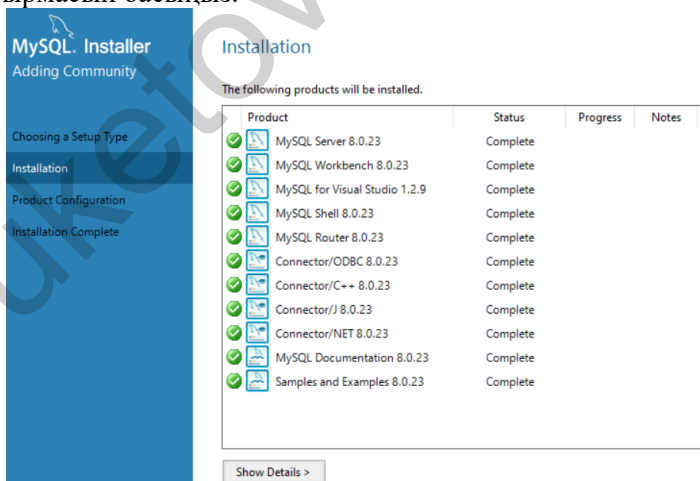 басыңыз.
MySQL. Installer
Adding Community
Choosing a Setup Type
Installation
Product Configuration
Installation Complete
Installation
The following products will be installed.
Product Status Progress Notes
MySQL Server 8.0.23 Complete
MySQL Workbench 8.0.23 Complete
MySQL for Visual Studio 1.2.9 Complete
MySQL Shell 8.0.23 Complete
MySQL Router 8.0.23 Complete
Connector/ODBC 8.0.23 Complete
Connector/C++ 8.0.23 Complete
Connector/J 8.0.23 Complete
Connector/NET 8.0.23 Complete
MySQL Documentation 8.0.23 Complete
Samples and Examples 8.0.23 Complete
Show Details >